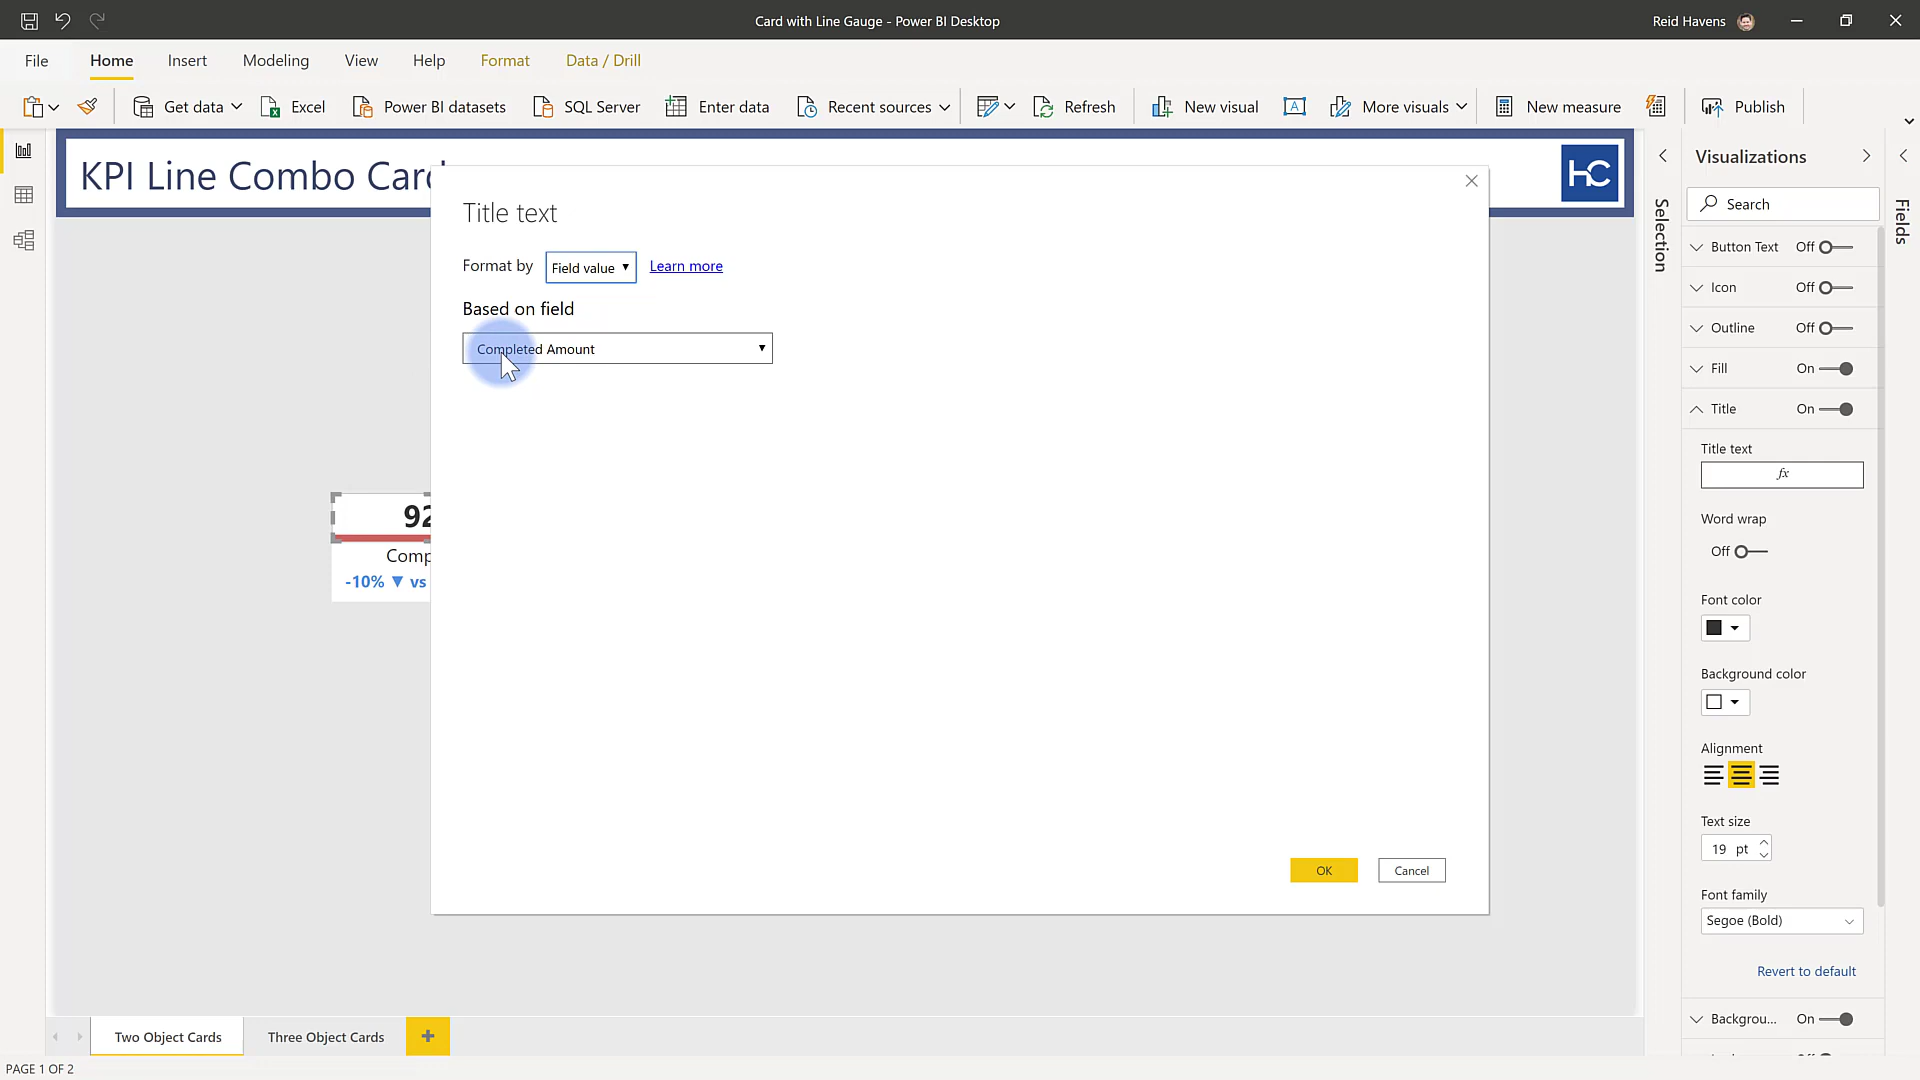 Card with Line Gauge - Power BI Desktop
Reid Havens
File
Home
Insert
Modeling
View
Help
Format
Data / Drill
Get data
Excel
Power BI datasets
SQL Server
Enter data
Recent sources
Refresh
New visual
A
More visuals
New measure
Publish
KPI Line Combo Car
HC
Title text
Format by
Field value
Learn more
Based on field
Completed Amount
OK
Cancel
92
Comp
-10% ▼ vs
Selection
Visualizations
Search
Button Text Off
Icon Off
Outline Off
Fill On
Title On
Title text
fx
Word wrap
Off
Font color
Background color
Alignment
Text size
19 pt
Font family
Segoe (Bold)
Revert to default
Backgrou... On
Fields
Two Object Cards
Three Object Cards
+
PAGE 1 OF 2